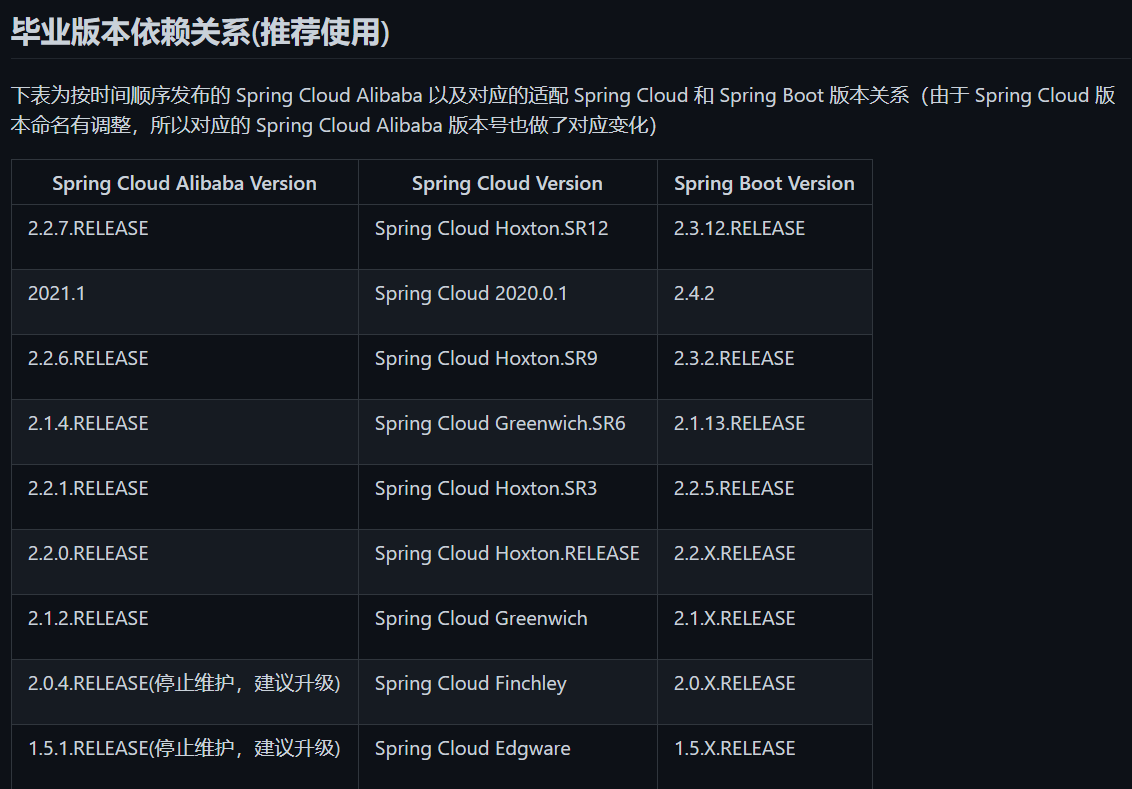 毕业版本依赖关系(推荐使用)
下表为按时间顺序发布的 Spring Cloud Alibaba 以及对应的适配 Spring Cloud 和 Spring Boot 版本关系（由于 Spring Cloud 版
本命名有调整，所以对应的 Spring Cloud Alibaba 版本号也做了对应变化）
Spring Cloud Alibaba Version Spring Cloud Version Spring Boot Version
2.2.7.RELEASE Spring Cloud Hoxton.SR12 2.3.12.RELEASE
2021.1 Spring Cloud 2020.0.1 2.4.2
2.2.6.RELEASE Spring Cloud Hoxton.SR9 2.3.2.RELEASE
2.1.4.RELEASE Spring Cloud Greenwich.SR6 2.1.13.RELEASE
2.2.1.RELEASE Spring Cloud Hoxton.SR3 2.2.5.RELEASE
2.2.0.RELEASE Spring Cloud Hoxton.RELEASE 2.2.X.RELEASE
2.1.2.RELEASE Spring Cloud Greenwich 2.1.X.RELEASE
2.0.4.RELEASE(停止维护，建议升级) Spring Cloud Finchley 2.0.X.RELEASE
1.5.1.RELEASE(停止维护，建议升级) Spring Cloud Edgware 1.5.X.RELEASE